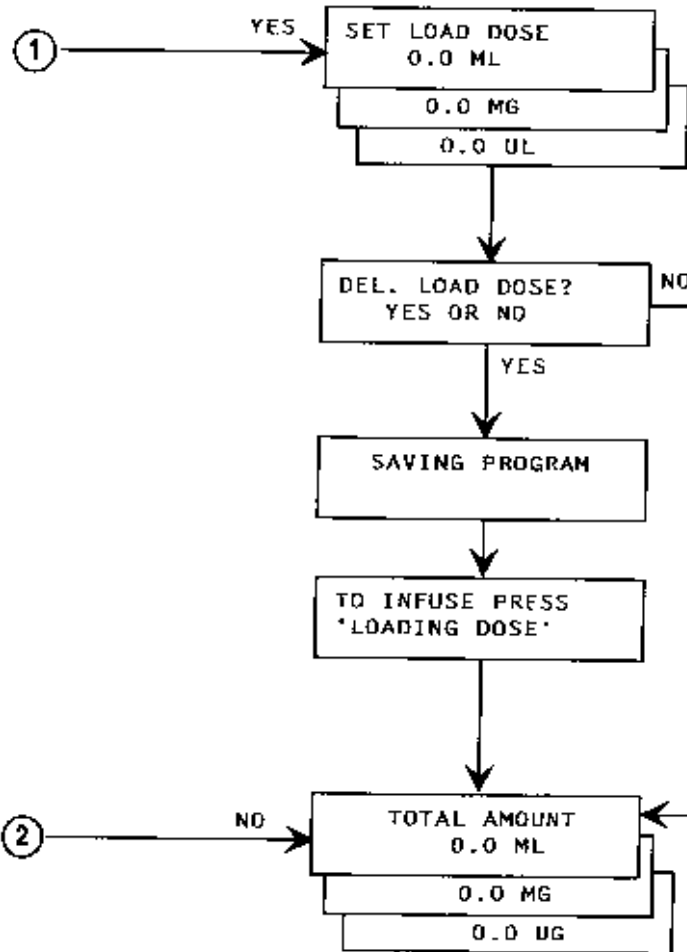 1
YES
SET LOAD DOSE
0.0 ML
0.0 MG
0.0 UL
DEL. LOAD DOSE?
YES OR NO
NO
YES
SAVING PROGRAM
TO INFUSE PRESS
'LOADING DOSE'
2
NO
TOTAL AMOUNT
0.0 ML
0.0 MG
0.0 UG